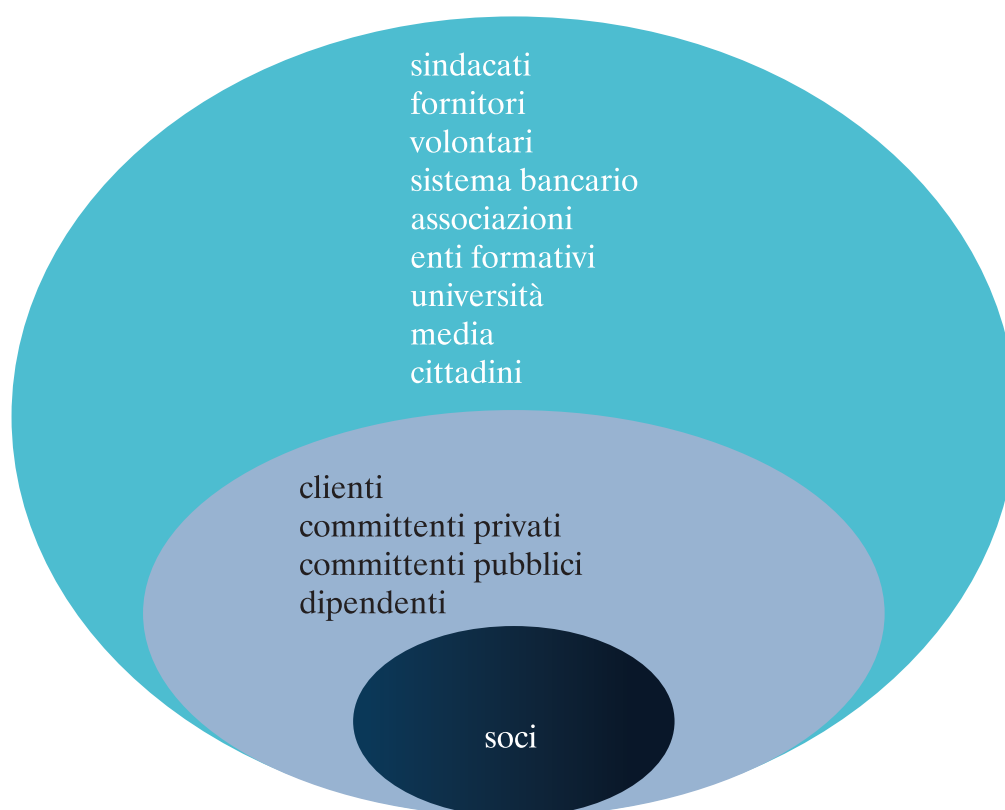 sindacati
fornitori
volontari
sistema bancario
associazioni
enti formativi
università
media
cittadini
clienti
committenti privati
committenti pubblici
dipendenti
soci